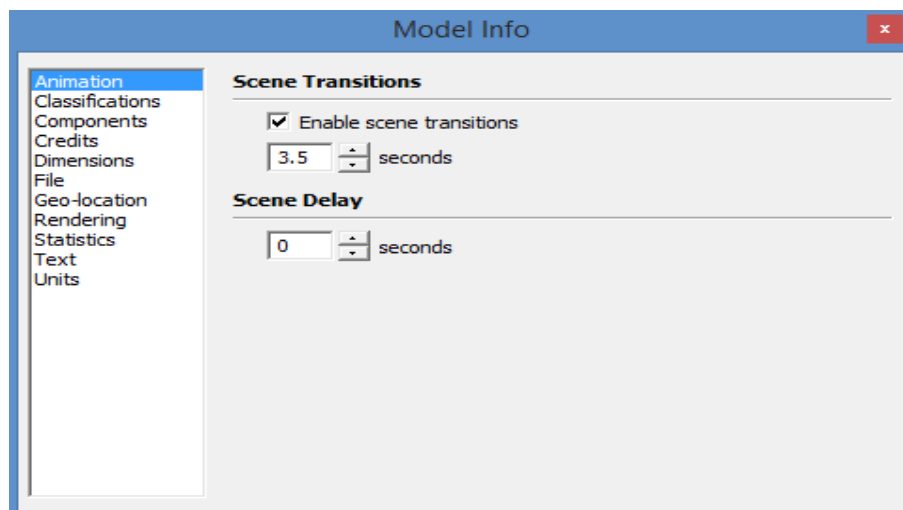 Model Info
x
Animation
Classifications
Components
Credits
Dimensions
File
Geo-location
Rendering
Statistics
Text
Units
Scene Transitions
Enable scene transitions
3.5 seconds
Scene Delay
0 seconds